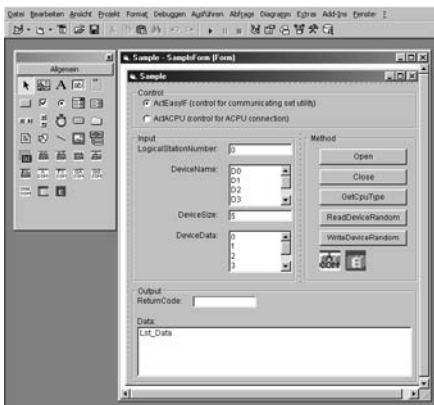 Datei Bearbeiten Ansicht Projekt Format Debuggen Ausführen Abfrage Diagramm Extras Add-Ins Fenster ?
Allgemein
Sample - SampleForm (Form)
Sample
Control
ActEasyIF (control for communicating set utility)
ActACPU (control for ACPU connection)
Input
LogicalStationNumber: 0
DeviceName: D0
D1
D2
D3
DeviceSize: 5
DeviceData: 0
1
2
3
Method
Open
Close
GetCpuType
ReadDeviceRandom
WriteDeviceRandom
Output
ReturnCode:
Data:
Lst_Data